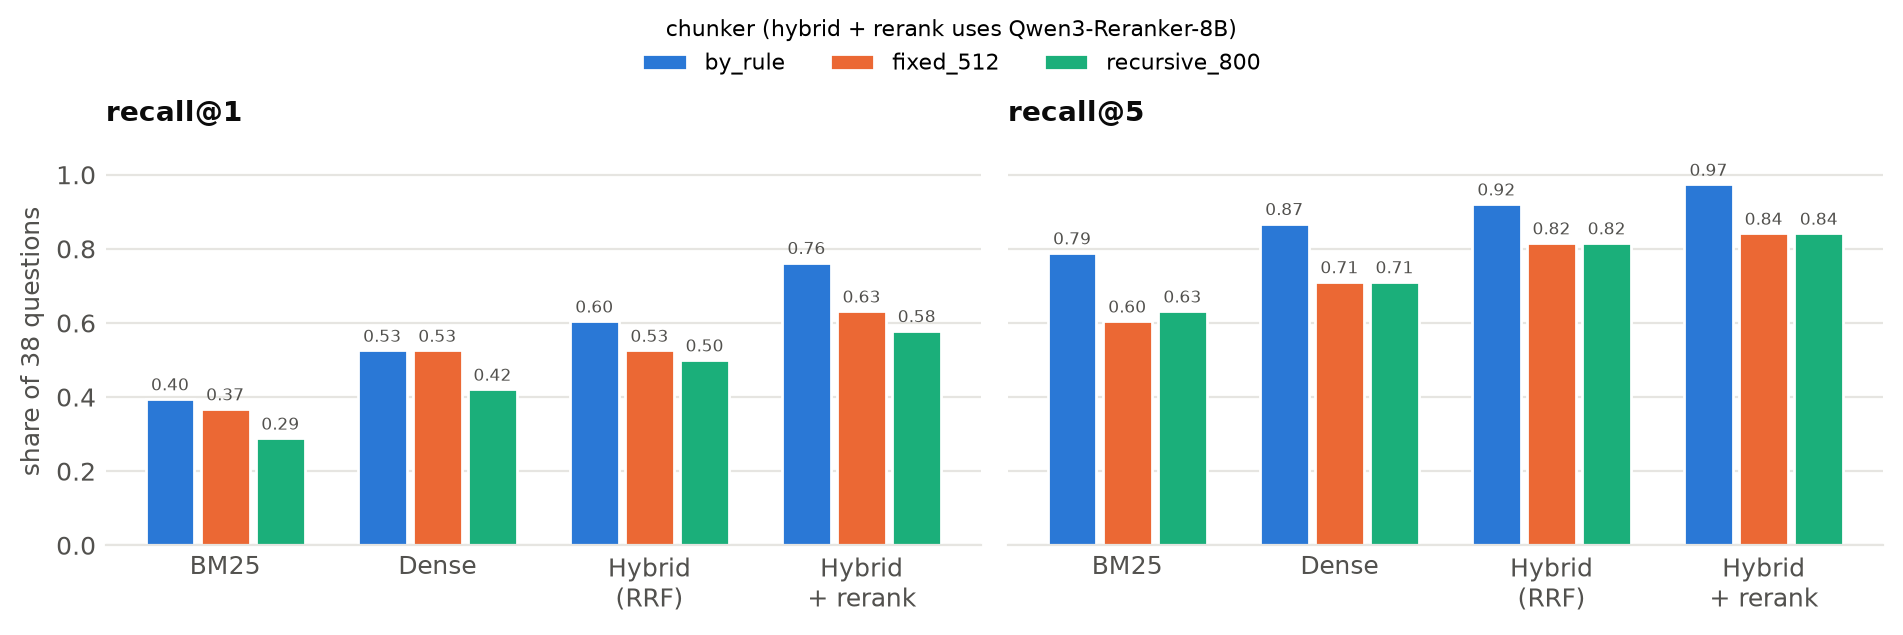 chunker (hybrid + rerank uses Qwen3-Reranker-8B)
by_rule fixed_512 recursive_800
recall@1
share of 38 questions
1.0
0.8
0.6
0.4
0.2
0.0
0.40 0.37 0.29
0.53 0.53 0.42
0.60 0.53 0.50
0.76 0.63 0.58
BM25 Dense Hybrid (RRF) Hybrid + rerank
recall@5
0.79 0.60 0.63
0.87 0.71 0.71
0.92 0.82 0.82
0.97 0.84 0.84
BM25 Dense Hybrid (RRF) Hybrid + rerank